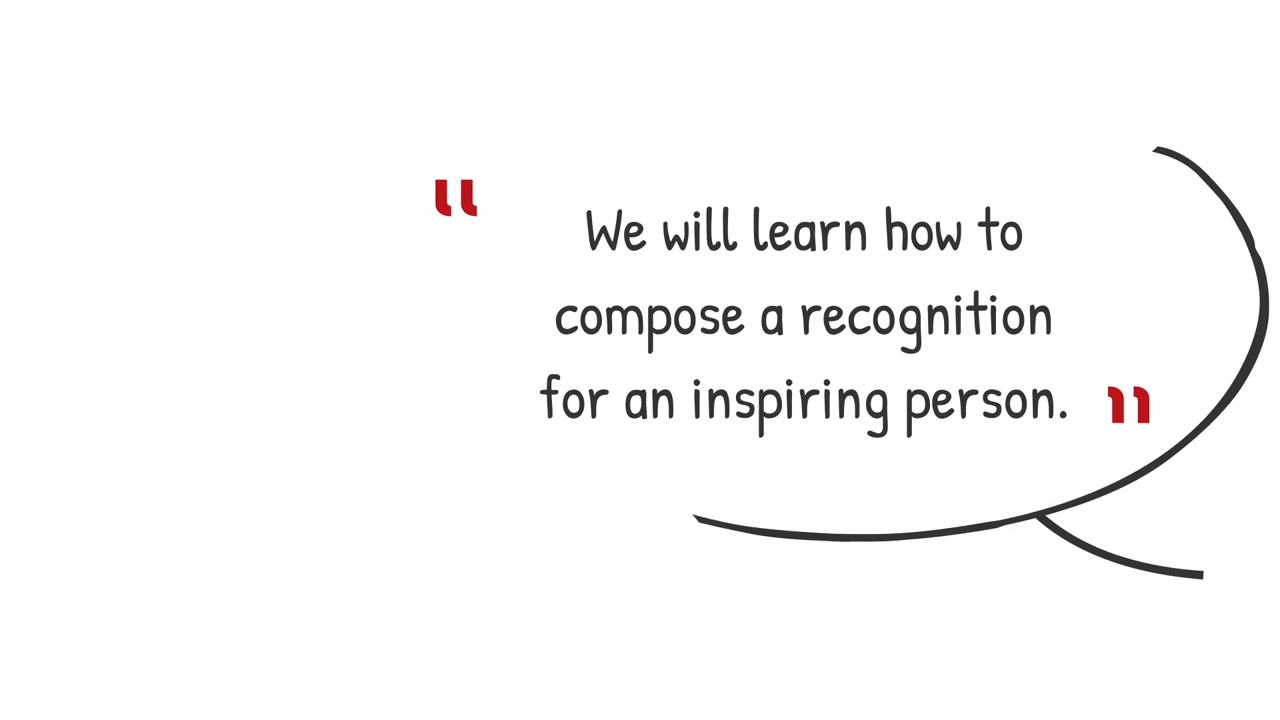 “ We will learn how to
compose a recognition
for an inspiring person. ”